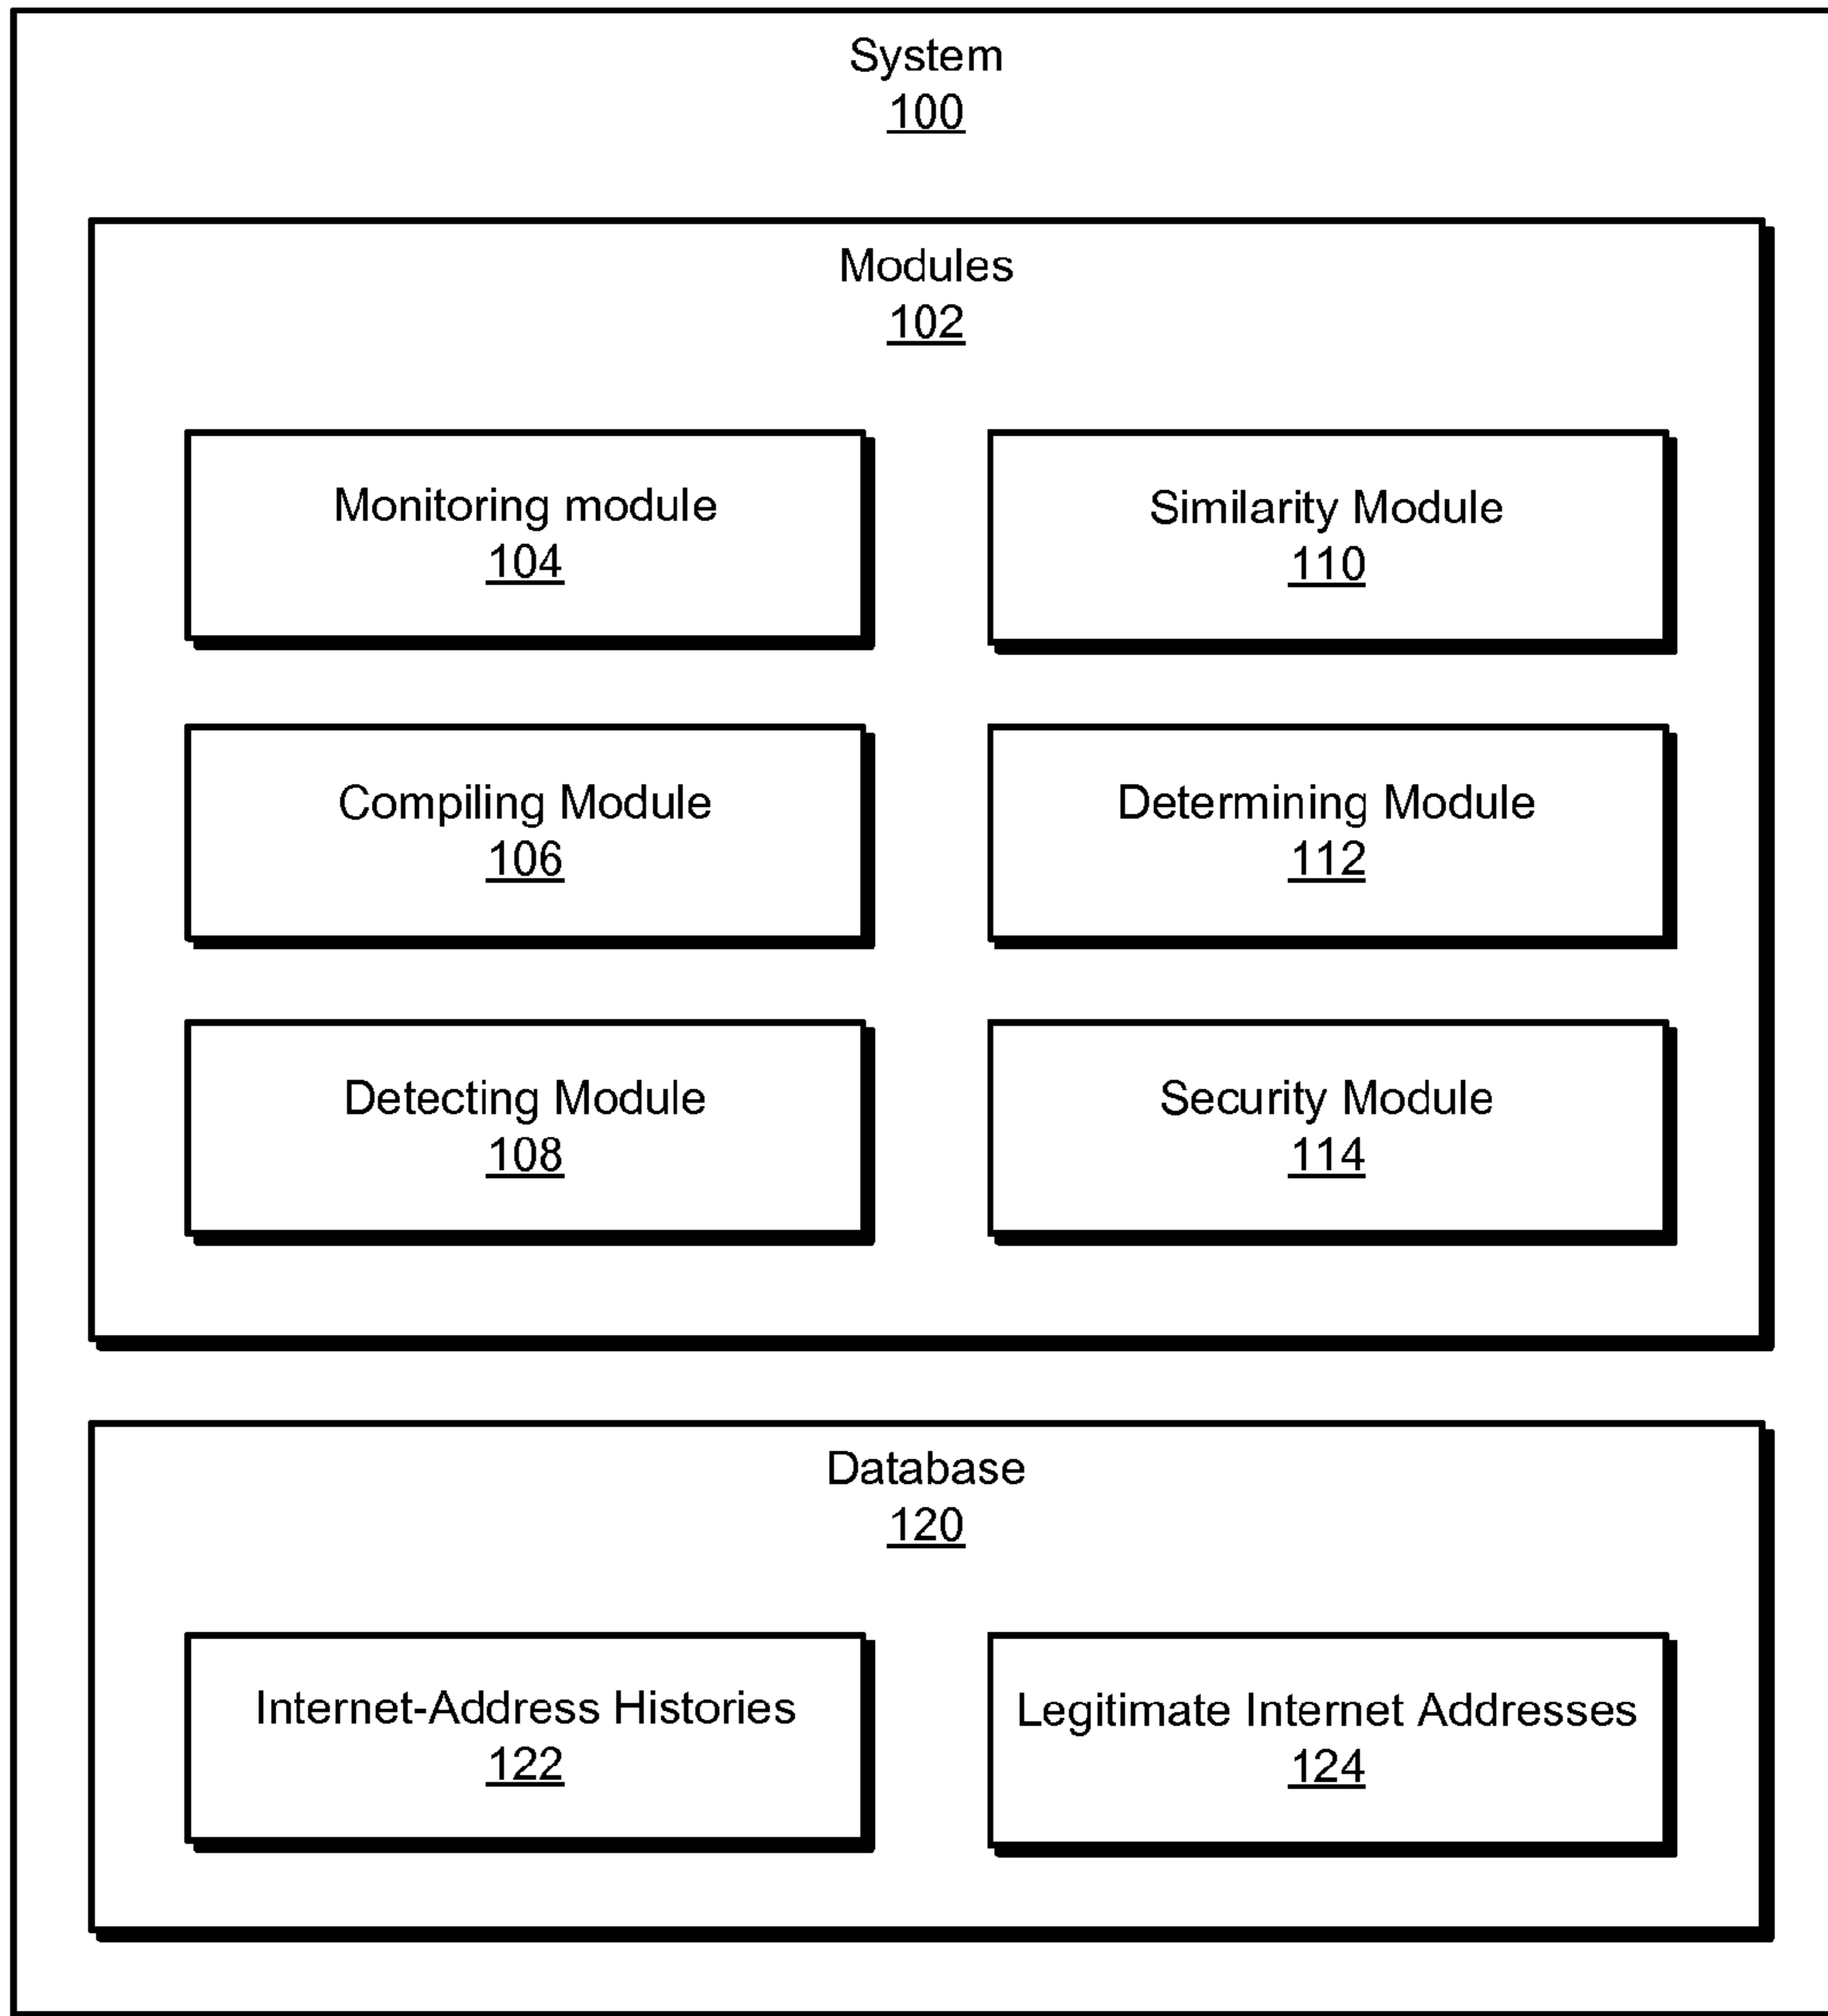 System
100
Modules
102
Monitoring module
104
Similarity Module
110
Compiling Module
106
Determining Module
112
Detecting Module
108
Security Module
114
Database
120
Internet-Address Histories
122
Legitimate Internet Addresses
124